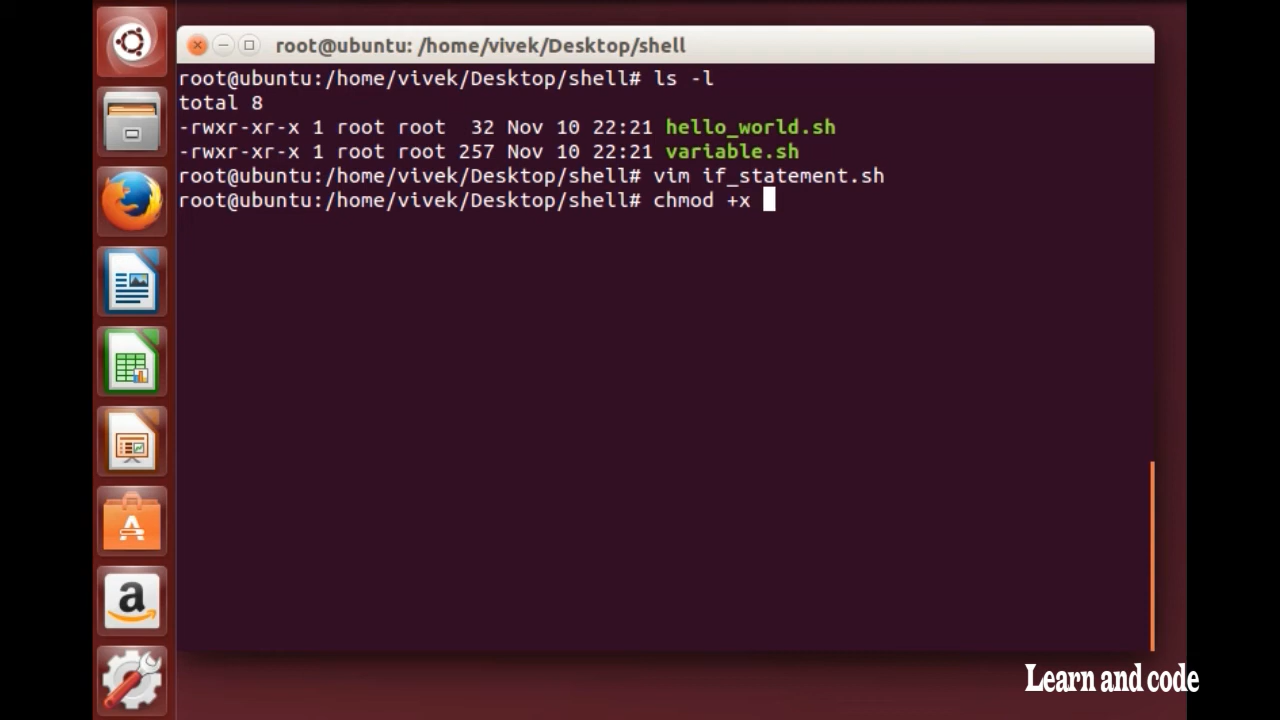 root@ubuntu: /home/vivek/Desktop/shell
root@ubuntu:/home/vivek/Desktop/shell# ls -l
total 8
-rwxr-xr-x 1 root root  32 Nov 10 22:21 hello_world.sh
-rwxr-xr-x 1 root root 257 Nov 10 22:21 variable.sh
root@ubuntu:/home/vivek/Desktop/shell# vim if_statement.sh
root@ubuntu:/home/vivek/Desktop/shell# chmod +x
Learn and code